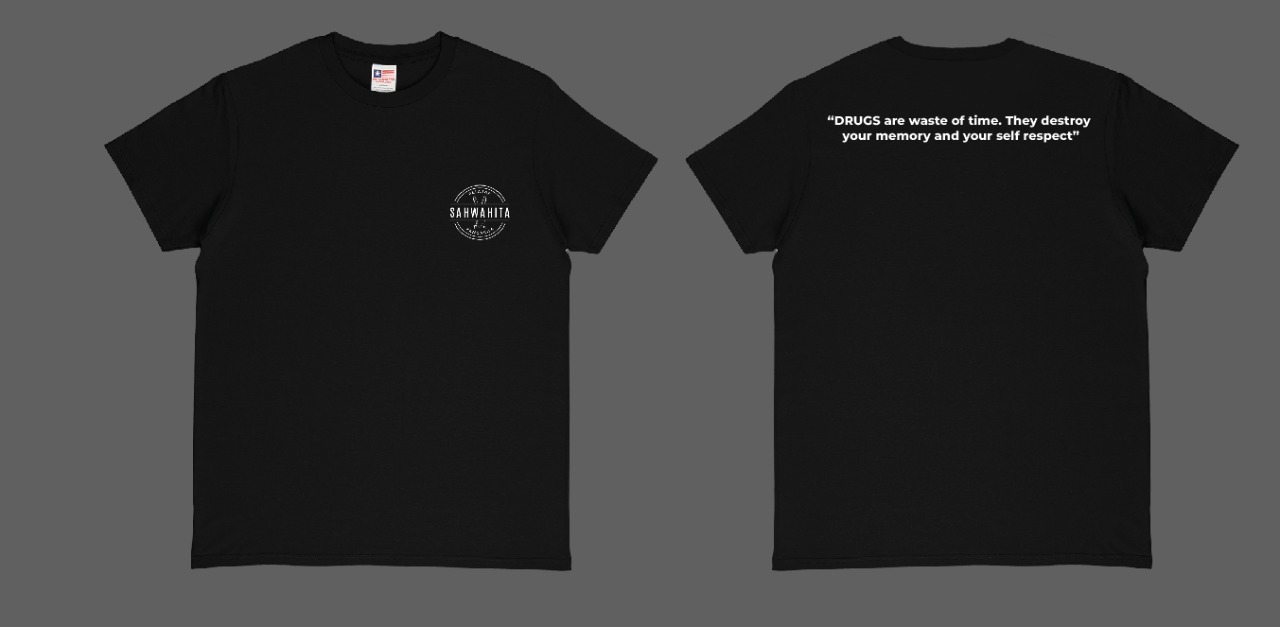 SAHWAHITA
“DRUGS are waste of time. They destroy
your memory and your self respect”